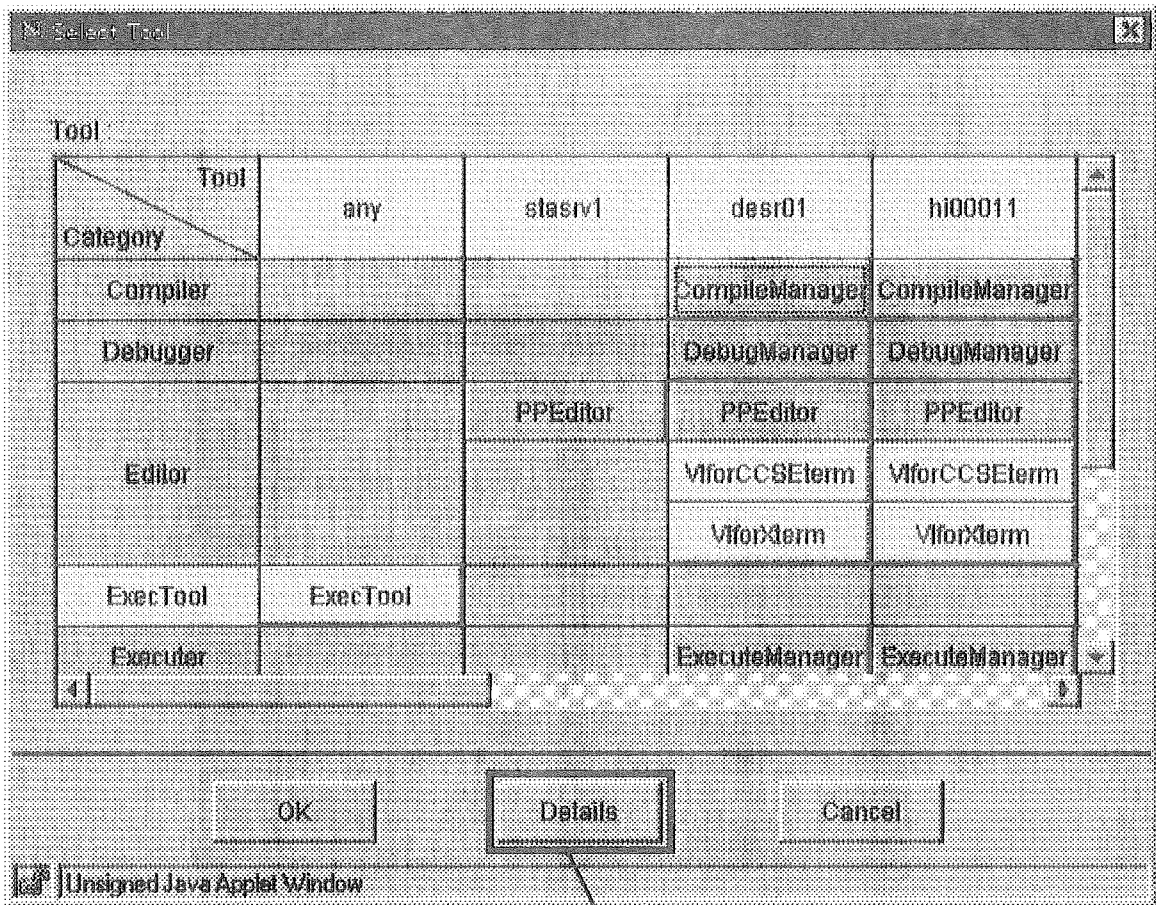 Select Tool
Tool :
Tool
Category
any
stasrv1
desr01
hi00011
Compiler
CompileManager
CompileManager
Debugger
DebugManager
DebugManager
Editor
PPEditor
PPEditor
PPEditor
VIforCCSEterm
VIforCCSEterm
VIforXterm
VIforXterm
ExecTool
ExecTool
Executer
ExecuteManager
ExecuteManager
OK
Details
Cancel
Unsigned Java Applet Window